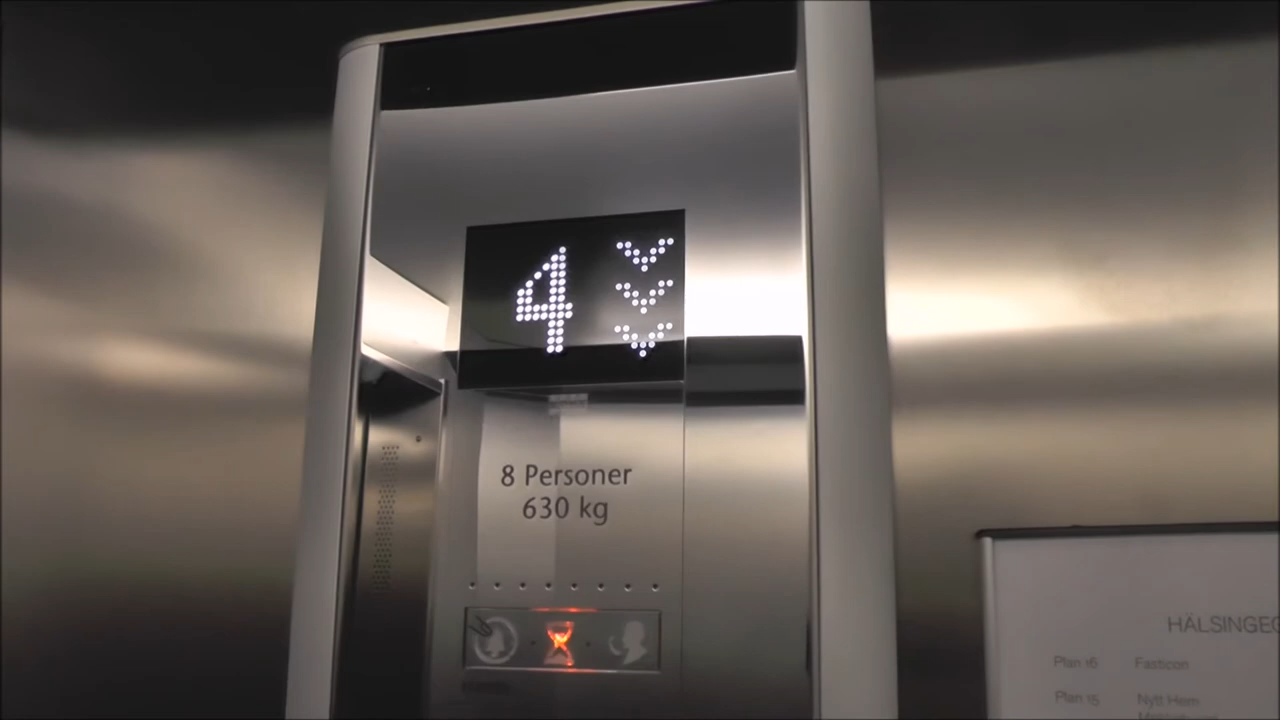 4
8 Personer
630 kg
HÄLSINGEG
Plan 16 Fasticon
Plan 15 Nytt Hem